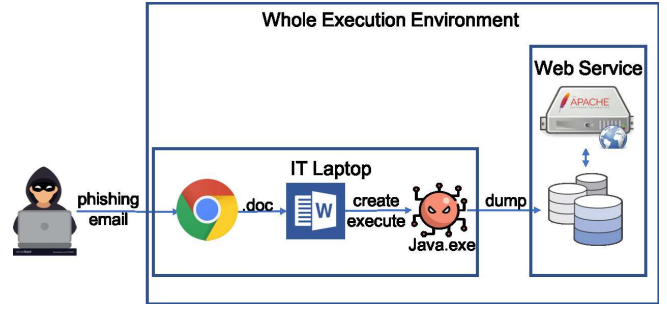 Whole Execution Environment
Web Service
APACHE
IT Laptop
phishing
email
.doc
W
create
execute
Java.exe
dump